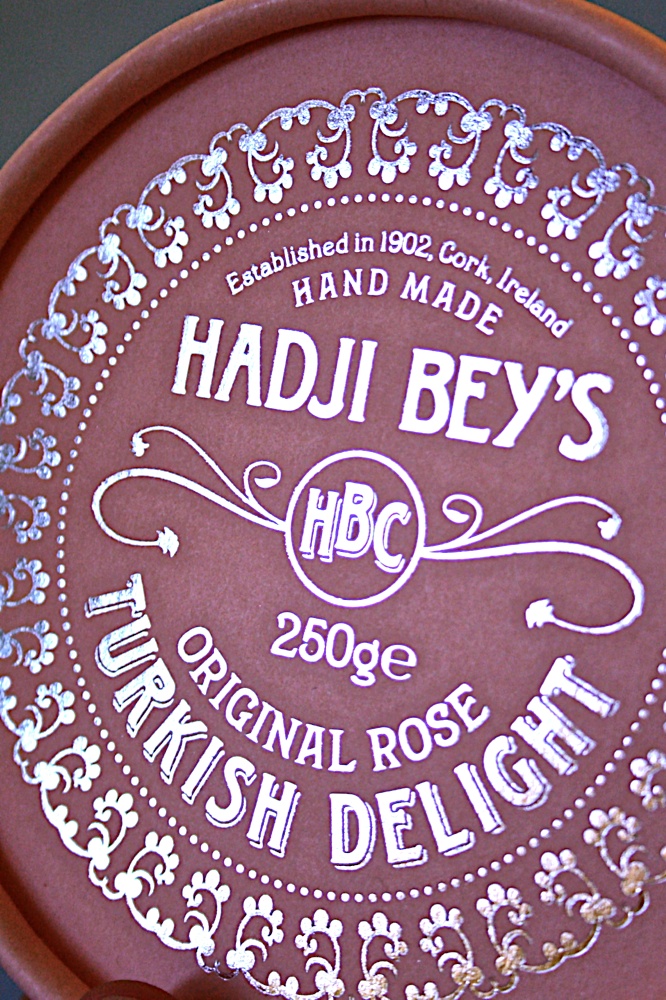 Established in 1902, Cork, Ireland
HAND MADE
HADJI BEY'S
HBC
250ge
ORIGINAL ROSE
TURKISH DELIGHT